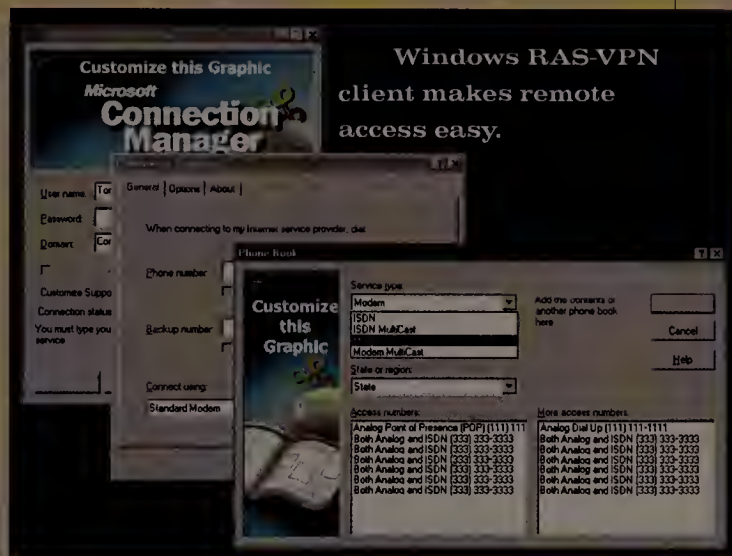 Windows RAS-VPN
client makes remote
access easy.
Customize this Graphic
Microsoft
Connection
Manager
User name:
Password:
Domain:
Customize Suppo
Connection status
You must type you
service
General
Options
About
When connecting to my Internet service provider, dial:
Phone number
Backup number
Connect using:
Standard Modem
Phone Book
Customize
this
Graphic
Service type:
Modem
ISDN
ISDN MultiCast
Modem MultiCast
State or region:
State
Access numbers:
Analog Point of Presence (POP) (111) 111
Both Analog and ISDN (333) 333-3333
Both Analog and ISDN (333) 333-3333
Both Analog and ISDN (333) 333-3333
Both Analog and ISDN (333) 333-3333
Both Analog and ISDN (333) 333-3333
Both Analog and ISDN (333) 333-3333
Add the contents of
another phone book
here
Cancel
Help
More access numbers:
Analog Dial Up (111) 111-1111
Both Analog and ISDN (333) 333-3333
Both Analog and ISDN (333) 333-3333
Both Analog and ISDN (333) 333-3333
Both Analog and ISDN (333) 333-3333
Both Analog and ISDN (333) 333-3333
Both Analog and ISDN (333) 333-3333